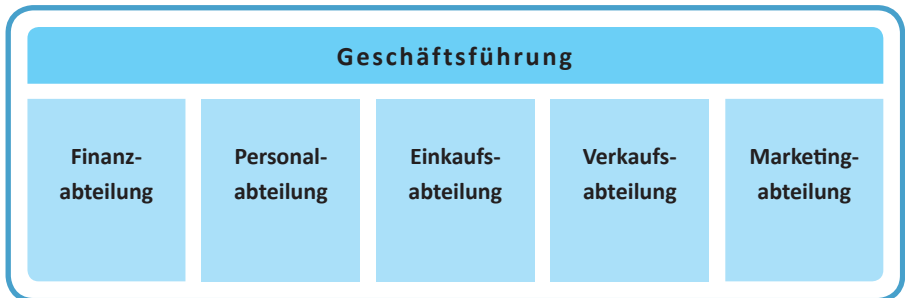 Geschäftsführung
Finanz-
abteilung
Personal-
abteilung
Einkaufs-
abteilung
Verkaufs-
abteilung
Marketing-
abteilung